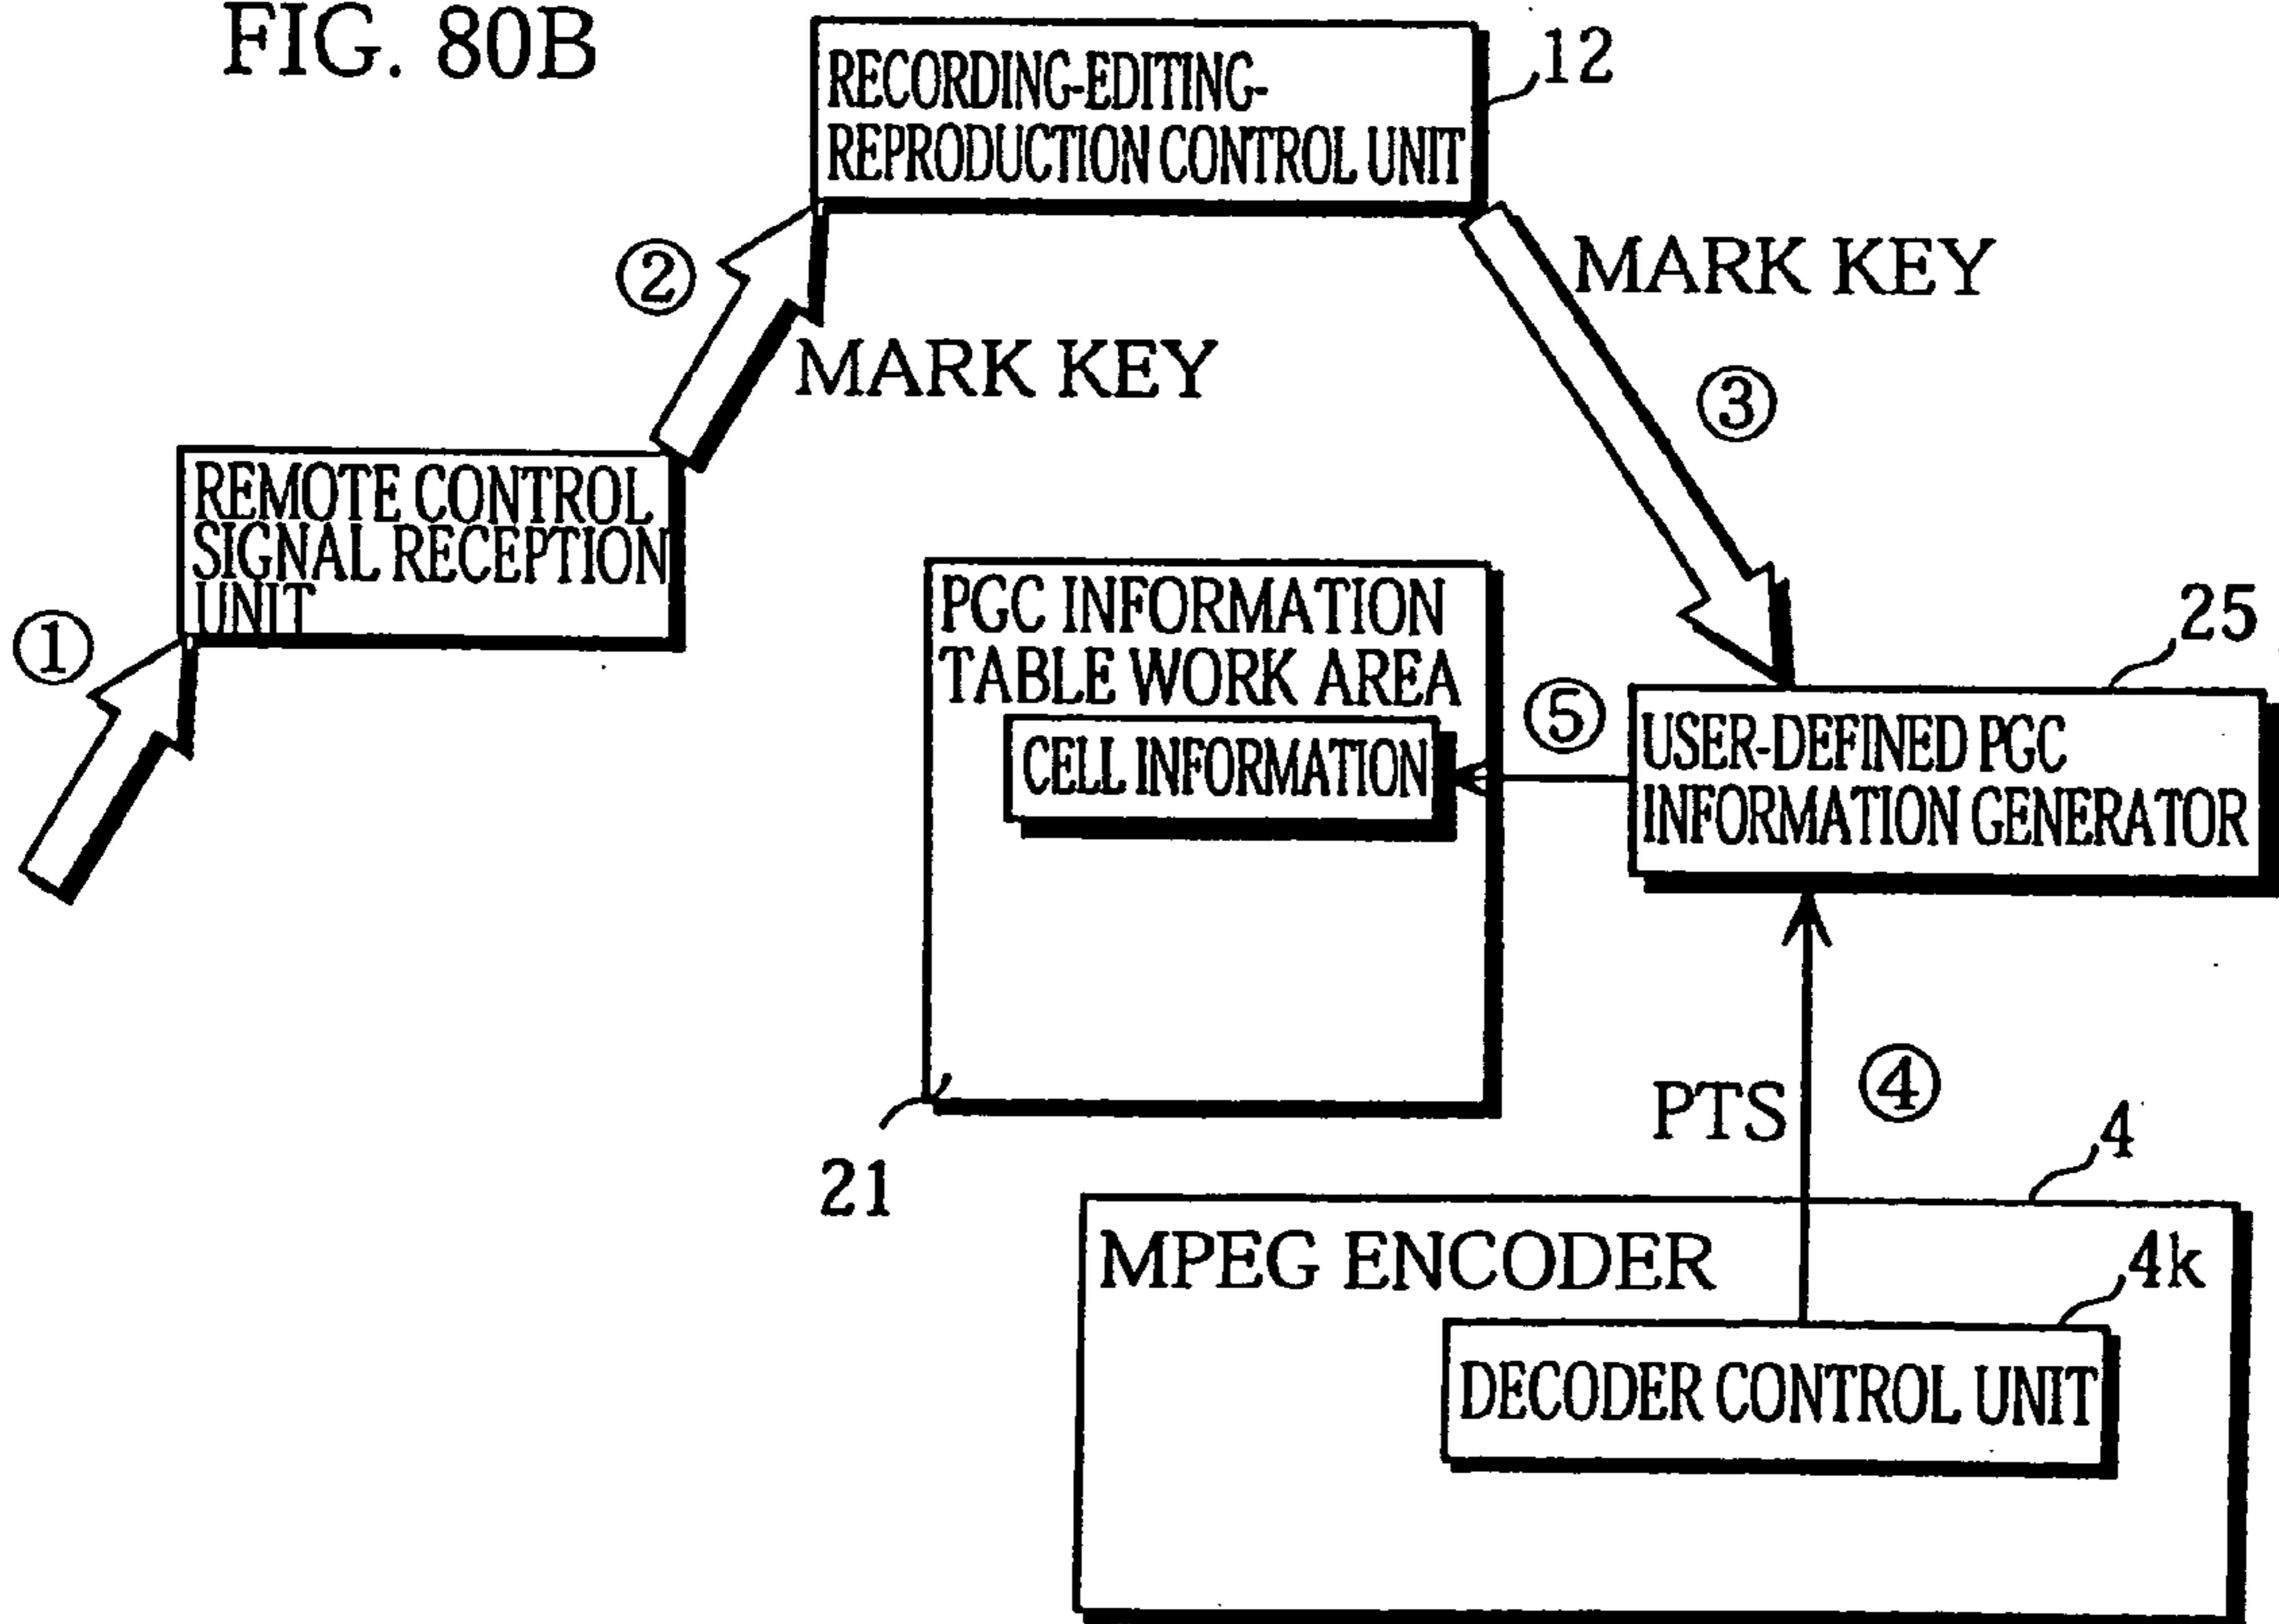 FIG. 80B
RECORDING-EDITING-
REPRODUCTION CONTROL UNIT
12
②
MARK KEY
MARK KEY
③
REMOTE CONTROL
SIGNAL RECEPTION
UNIT
①
PGC INFORMATION
TABLE WORK AREA
CELL INFORMATION
⑤
25
USER-DEFINED PGC
INFORMATION GENERATOR
21
PTS
④
4
MPEG ENCODER
4k
DECODER CONTROL UNIT